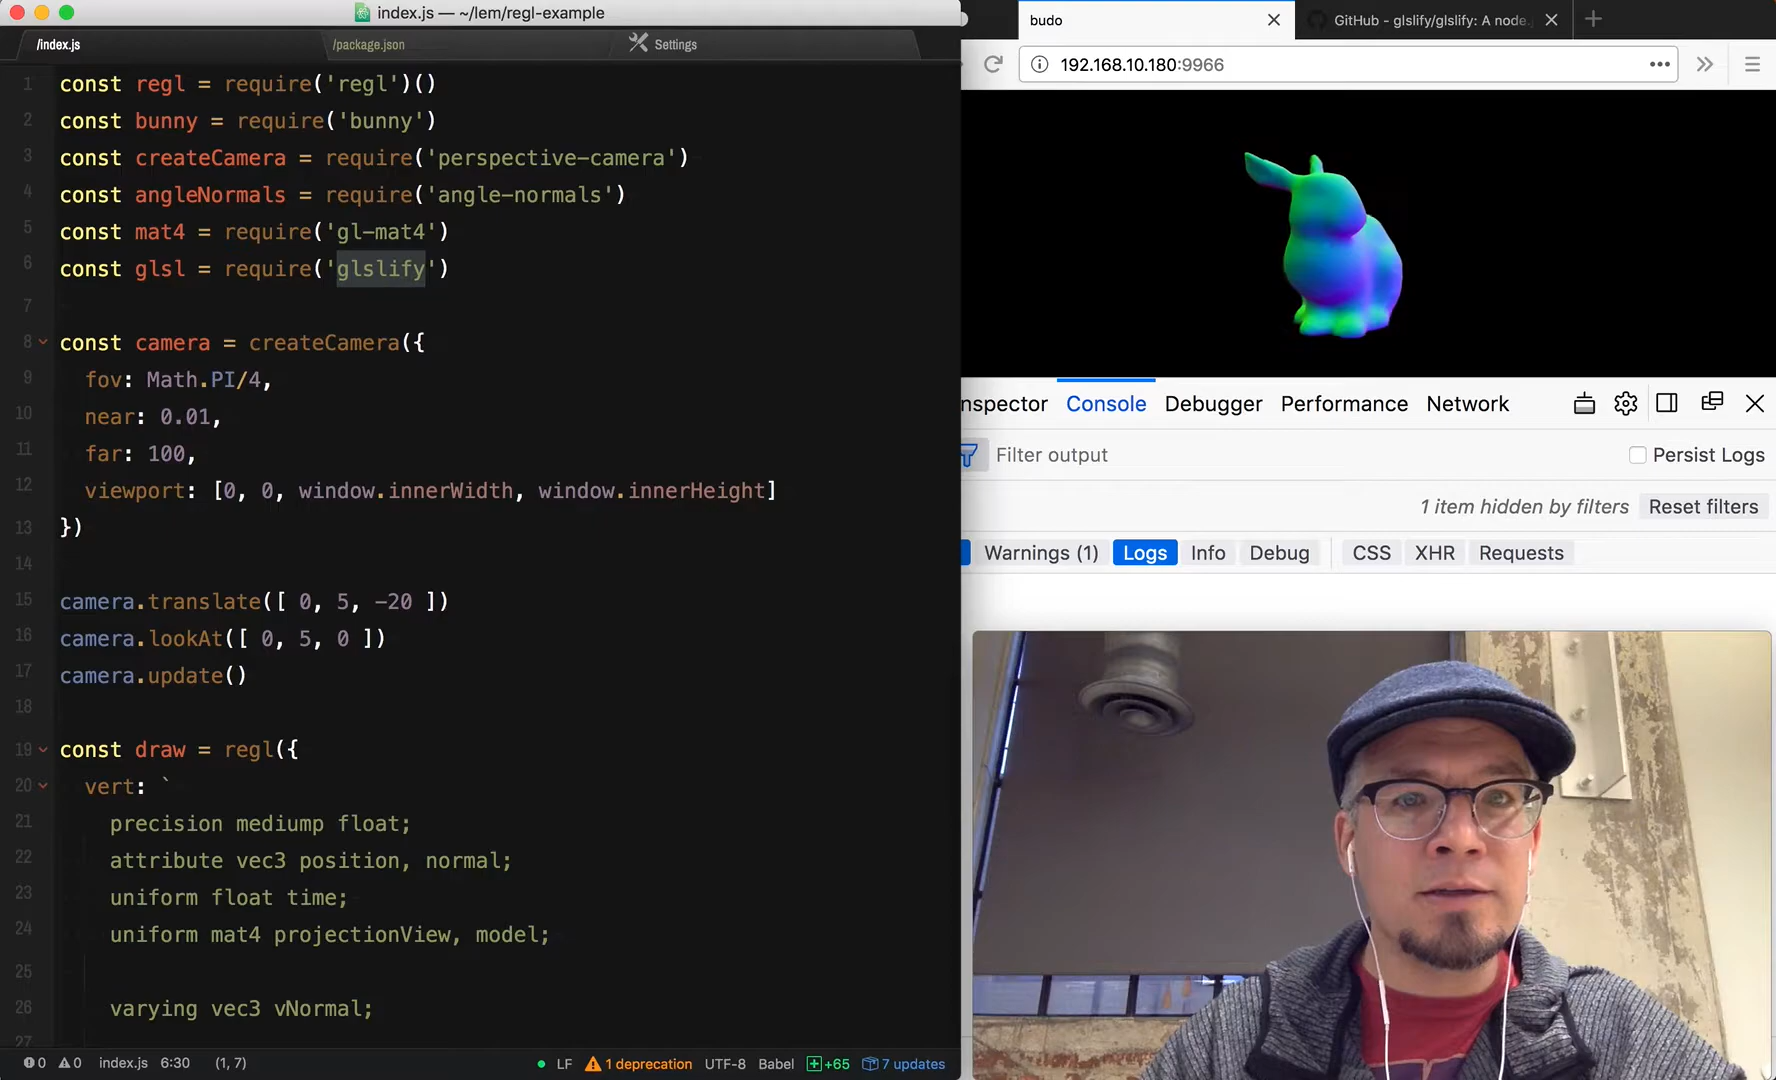 index.js — ~/lem/regl-example
/index.js
/package.json
Settings
1 const regl = require('regl')()
2 const bunny = require('bunny')
3 const createCamera = require('perspective-camera')
4 const angleNormals = require('angle-normals')
5 const mat4 = require('gl-mat4')
6 const glsl = require('glslify')
7
8 const camera = createCamera({
9 fov: Math.PI/4,
10 near: 0.01,
11 far: 100,
12 viewport: [0, 0, window.innerWidth, window.innerHeight]
13 })
14
15 camera.translate([ 0, 5, -20 ])
16 camera.lookAt([ 0, 5, 0 ])
17 camera.update()
18
19 const draw = regl({
20 vert: `
21 precision mediump float;
22 attribute vec3 position, normal;
23 uniform float time;
24 uniform mat4 projectionView, model;
25
26 varying vec3 vNormal;
27
0 0 index.js 6:30 (1, 7)
LF 1 deprecation UTF-8 Babel +65 7 updates
budo
GitHub - glslify/glslify: A node.
192.168.10.180:9966
nspector Console Debugger Performance Network
Filter output
Persist Logs
1 item hidden by filters Reset filters
Warnings (1) Logs Info Debug CSS XHR Requests